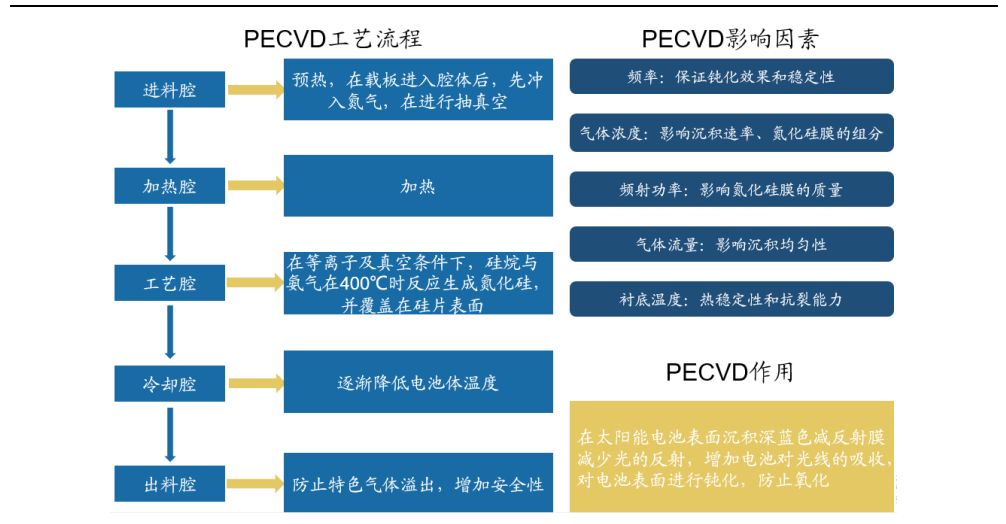 PECVD工艺流程
进料腔
预热，在载板进入腔体后，先冲
入氮气，在进行抽真空
加热腔
加热
工艺腔
在等离子及真空条件下，硅烷与
氨气在400℃时反应生成氮化硅，
并覆盖在硅片表面
冷却腔
逐渐降低电池体温度
出料腔
防止特色气体溢出，增加安全性
PECVD影响因素
频率：保证钝化效果和稳定性
气体浓度：影响沉积速率、氮化硅膜的组分
频射功率：影响氮化硅膜的质量
气体流量：影响沉积均匀性
衬底温度：热稳定性和抗裂能力
PECVD作用
在太阳能电池表面沉积深蓝色减反射膜
减少光的反射，增加电池对光线的吸收，
对电池表面进行钝化，防止氧化